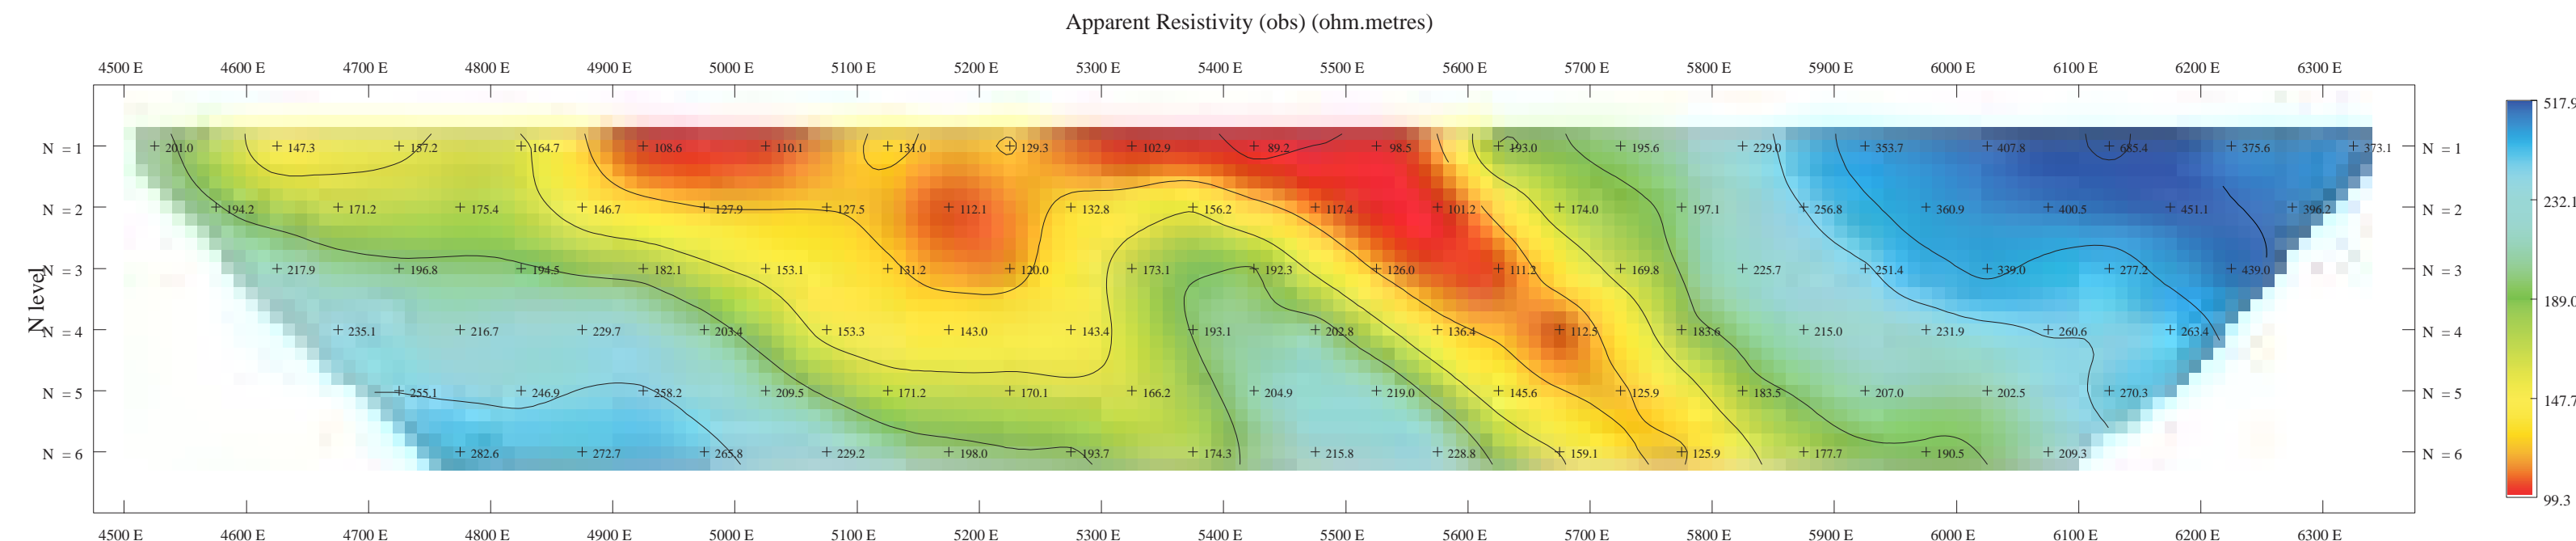 Apparent Resistivity (obs) (ohm.metres)
4500 E 4600 E 4700 E 4800 E 4900 E 5000 E 5100 E 5200 E 5300 E 5400 E 5500 E 5600 E 5700 E 5800 E 5900 E 6000 E 6100 E 6200 E 6300 E
517.9
N = 1 201.0 147.3 157.2 164.7 108.6 110.1 131.0 129.3 102.9 89.2 98.5 193.0 195.6 229.0 353.7 407.8 685.4 375.6 373.1 N = 1
232.1
N = 2 194.2 171.2 175.4 146.7 127.9 127.5 112.1 132.8 156.2 117.4 101.2 174.0 197.1 256.8 360.9 400.5 451.1 396.2 N = 2
N = 3 217.9 196.8 194.5 182.1 153.1 131.2 120.0 173.1 192.3 126.0 111.2 169.8 225.7 251.4 339.0 277.2 439.0 N = 3
N level
189.0
N = 4 235.1 216.7 229.7 203.4 153.3 143.0 143.4 193.1 202.8 136.4 112.5 183.6 215.0 231.9 260.6 263.4 N = 4
N = 5 255.1 246.9 258.2 209.5 171.2 170.1 166.2 204.9 219.0 145.6 125.9 183.5 207.0 202.5 270.3 N = 5
147.7
N = 6 282.6 272.7 265.8 229.2 198.0 193.7 174.3 215.8 228.8 159.1 125.9 177.7 190.5 209.3 N = 6
99.3
4500 E 4600 E 4700 E 4800 E 4900 E 5000 E 5100 E 5200 E 5300 E 5400 E 5500 E 5600 E 5700 E 5800 E 5900 E 6000 E 6100 E 6200 E 6300 E